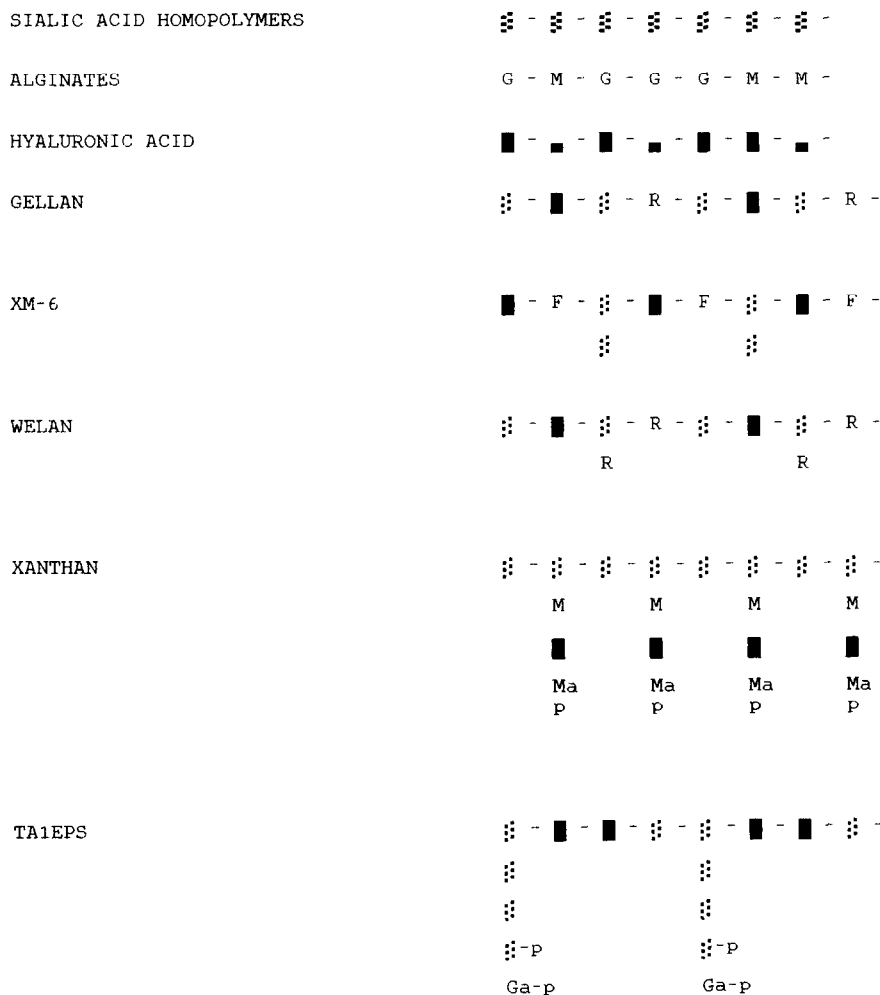 SIALIC ACID HOMOPOLYMERS - - - - - - -
ALGINATES G - M - G - G - G - M - M -
HYALURONIC ACID - - - - - - -
GELLAN - - - R - - - - R -
XM-6 - F - - - F - - - F -
WELAN - - - R - - - - R -
R R
XANTHAN - - - - - - - -
M M M M
Ma Ma Ma Ma
p p p p
TA1EPS - - - - - - - -
-p -p
Ga-p Ga-p